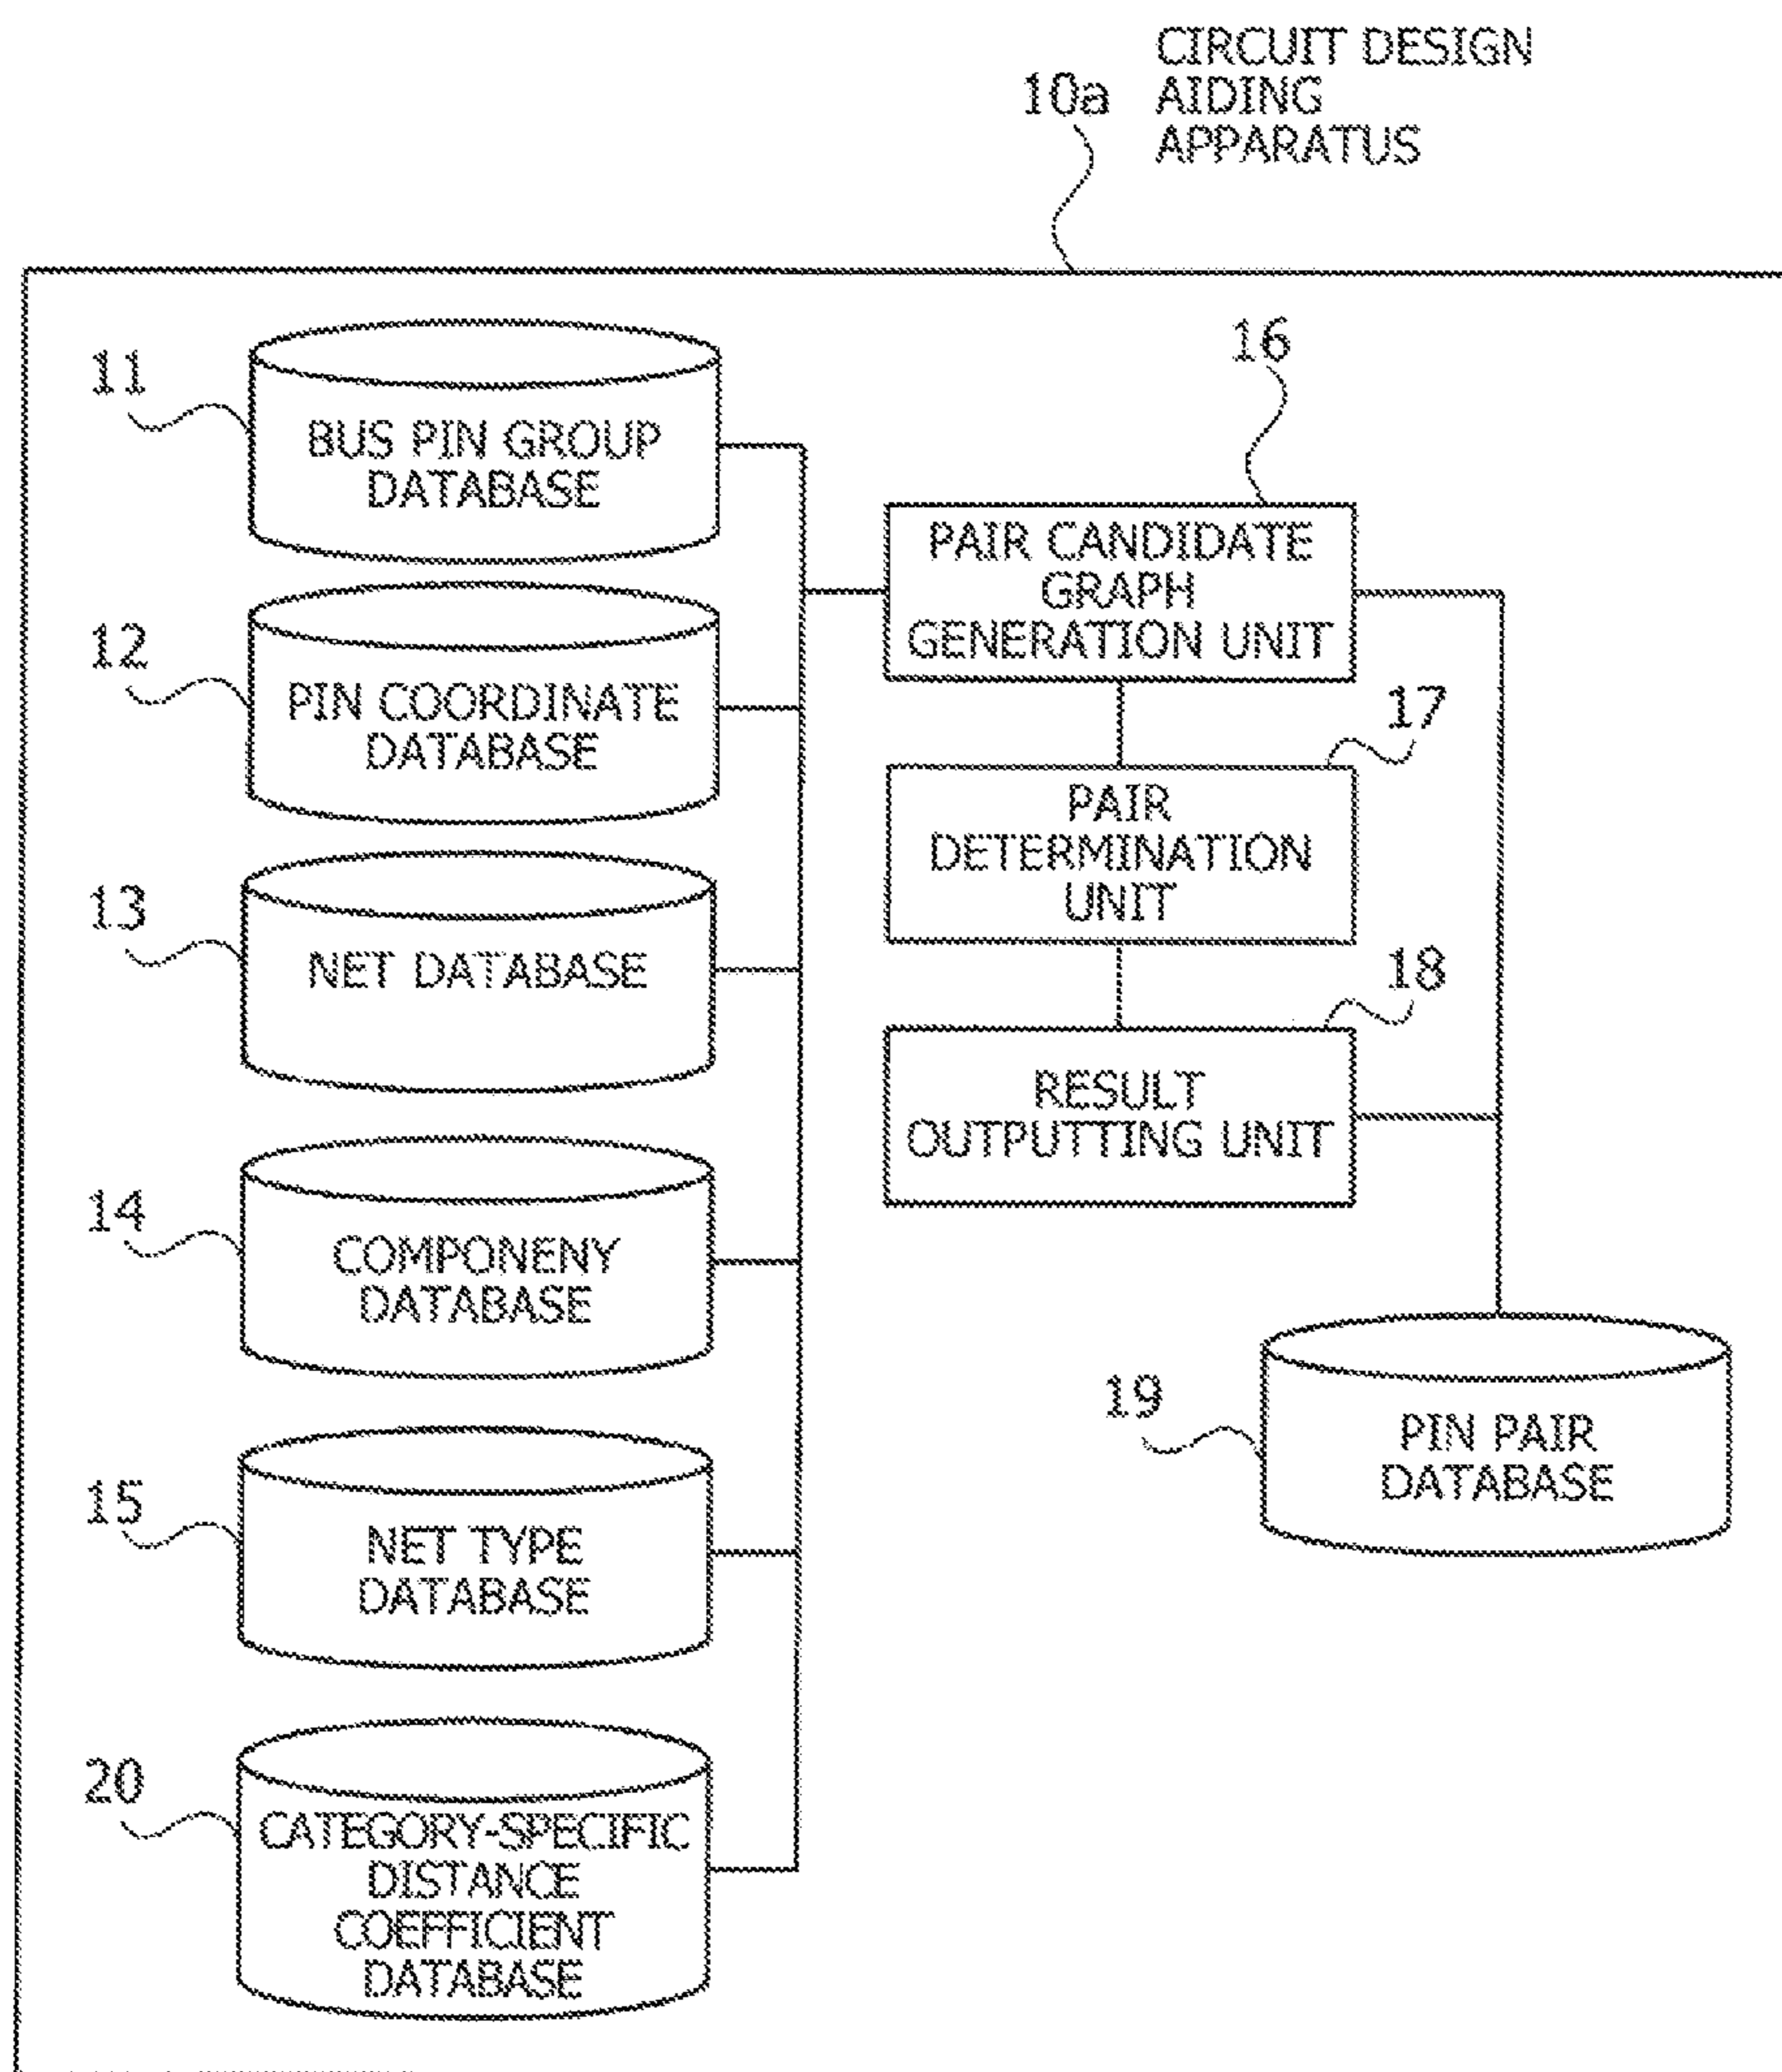 CIRCUIT DESIGN
AIDING
APPARATUS
10a
11
BUS PIN GROUP
DATABASE
12
PIN COORDINATE
DATABASE
13
NET DATABASE
14
COMPONENY
DATABASE
15
NET TYPE
DATABASE
20
CATEGORY-SPECIFIC
DISTANCE
COEFFICIENT
DATABASE
16
PAIR CANDIDATE
GRAPH
GENERATION UNIT
17
PAIR
DETERMINATION
UNIT
18
RESULT
OUTPUTTING UNIT
19
PIN PAIR
DATABASE